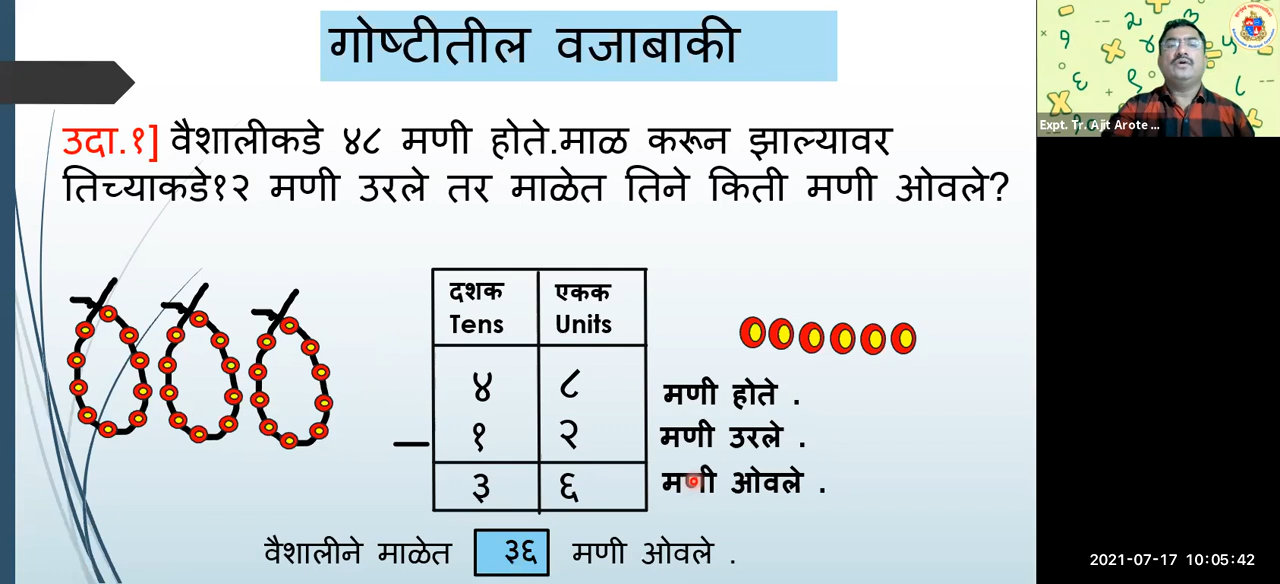 गोष्टीतील वजाबाकी
उदा.१] वैशालीकडे ४८ मणी होते.माळ करून झाल्यावर
तिच्याकडे१२ मणी उरले तर माळेत तिने किती मणी ओवले?
दशक एकक
Tens Units
४ ८ मणी होते .
— १ २ मणी उरले .
३ ६ मणी ओवले .
वैशालीने माळेत ३६ मणी ओवले .
Expt. Tr. Ajit Arote ...
2021-07-17 10:05:42